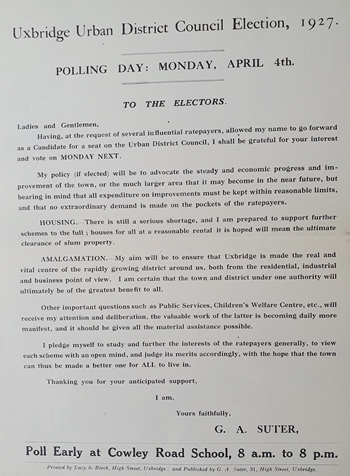 Uxbridge Urban District Council Election, 1927.
POLLING DAY: MONDAY, APRIL 4th.
TO THE ELECTORS.
Ladies and Gentlemen,
Having, at the request of several influential ratepayers, allowed my name to go forward
as a Candidate for a seat on the Urban District Council, I shall be grateful for your interest
and vote on MONDAY NEXT.
My policy (if elected) will be to advocate the steady and economic progress and im-
provement of the town, or the much larger area that it may become in the near future, but
bearing in mind that all expenditure on improvements must be kept within reasonable limits,
and that no extraordinary demand is made on the pockets of the ratepayers.
HOUSING.—There is still a serious shortage, and I am prepared to support further
schemes to the full; houses for all at a reasonable rental it is hoped will mean the ultimate
clearance of slum property.
AMALGAMATION.—My aim will be to ensure that Uxbridge is made the real and
vital centre of the rapidly growing district around us, both from the residential, industrial
and business point of view. I am certain that the town and district under one authority will
ultimately be of the greatest benefit to all.
Other important questions such as Public Services, Children's Welfare Centre, etc., will
receive my attention and deliberation, the valuable work of the latter is becoming daily more
manifest, and it should be given all the material assistance possible.
I pledge myself to study and further the interests of the ratepayers generally, to view
each scheme with an open mind, and judge its merits accordingly, with the hope that the town
can thus be made a better one for ALL to live in.
Thanking you for your anticipated support,
I am,
Yours faithfully,
G. A. SUTER,
Poll Early at Cowley Road School, 8 a.m. to 8 p.m.
Printed by Lucy & Birch, High Street, Uxbridge; and Published by G. A. Suter, 31, High Street, Uxbridge.